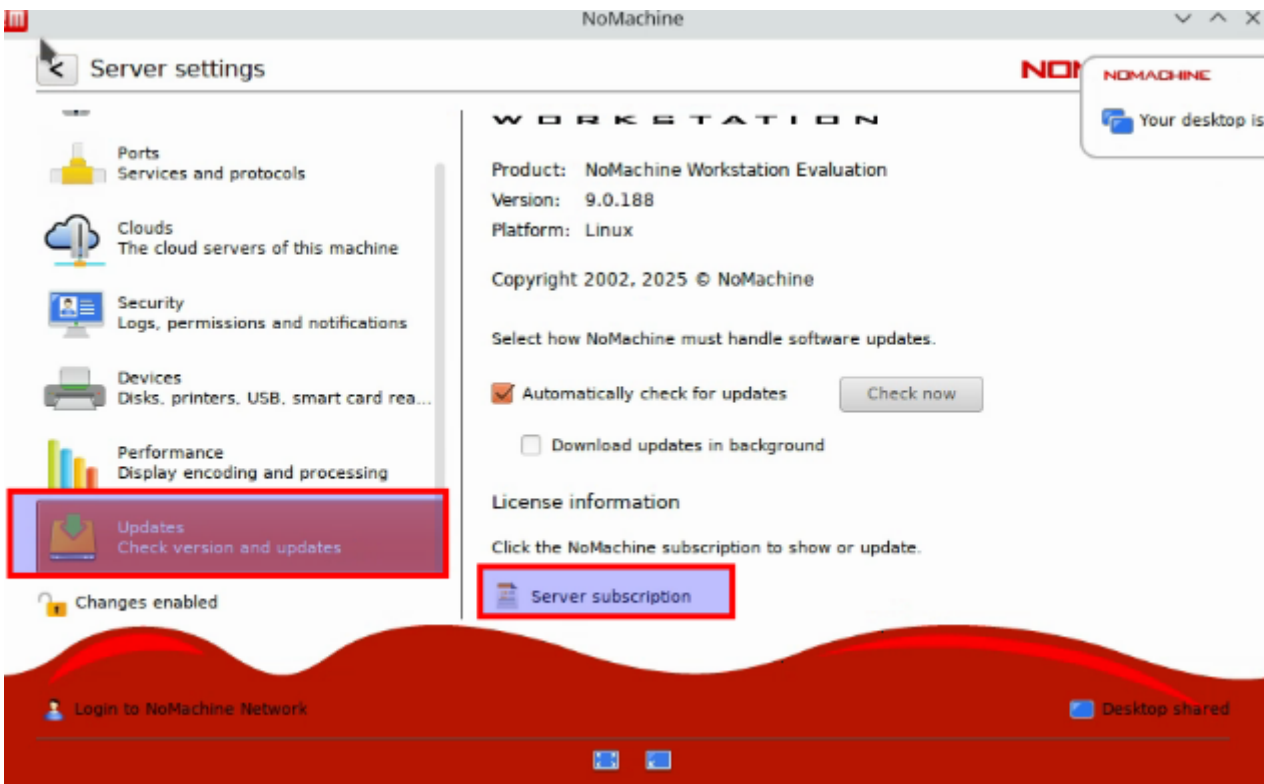 NoMachine
Server settings
NOMACHINE
Your desktop is
Ports
Services and protocols
Clouds
The cloud servers of this machine
Security
Logs, permissions and notifications
Devices
Disks, printers, USB, smart card rea...
Performance
Display encoding and processing
Updates
Check version and updates
Changes enabled
WORKSTATION
Product: NoMachine Workstation Evaluation
Version: 9.0.188
Platform: Linux
Copyright 2002, 2025 © NoMachine
Select how NoMachine must handle software updates.
Automatically check for updates
Check now
Download updates in background
License information
Click the NoMachine subscription to show or update.
Server subscription
Login to NoMachine Network
Desktop shared